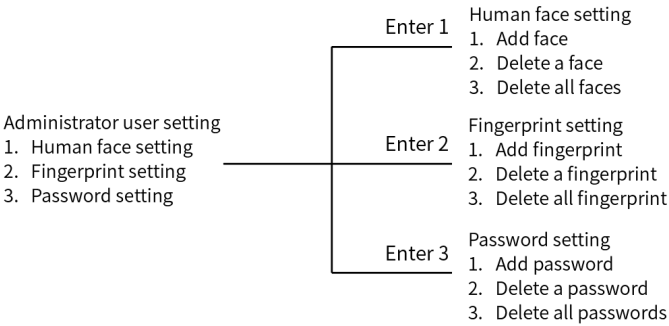 Administrator user setting
1. Human face setting
2. Fingerprint setting
3. Password setting
Enter 1
Human face setting
1. Add face
2. Delete a face
3. Delete all faces
Enter 2
Fingerprint setting
1. Add fingerprint
2. Delete a fingerprint
3. Delete all fingerprint
Enter 3
Password setting
1. Add password
2. Delete a password
3. Delete all passwords